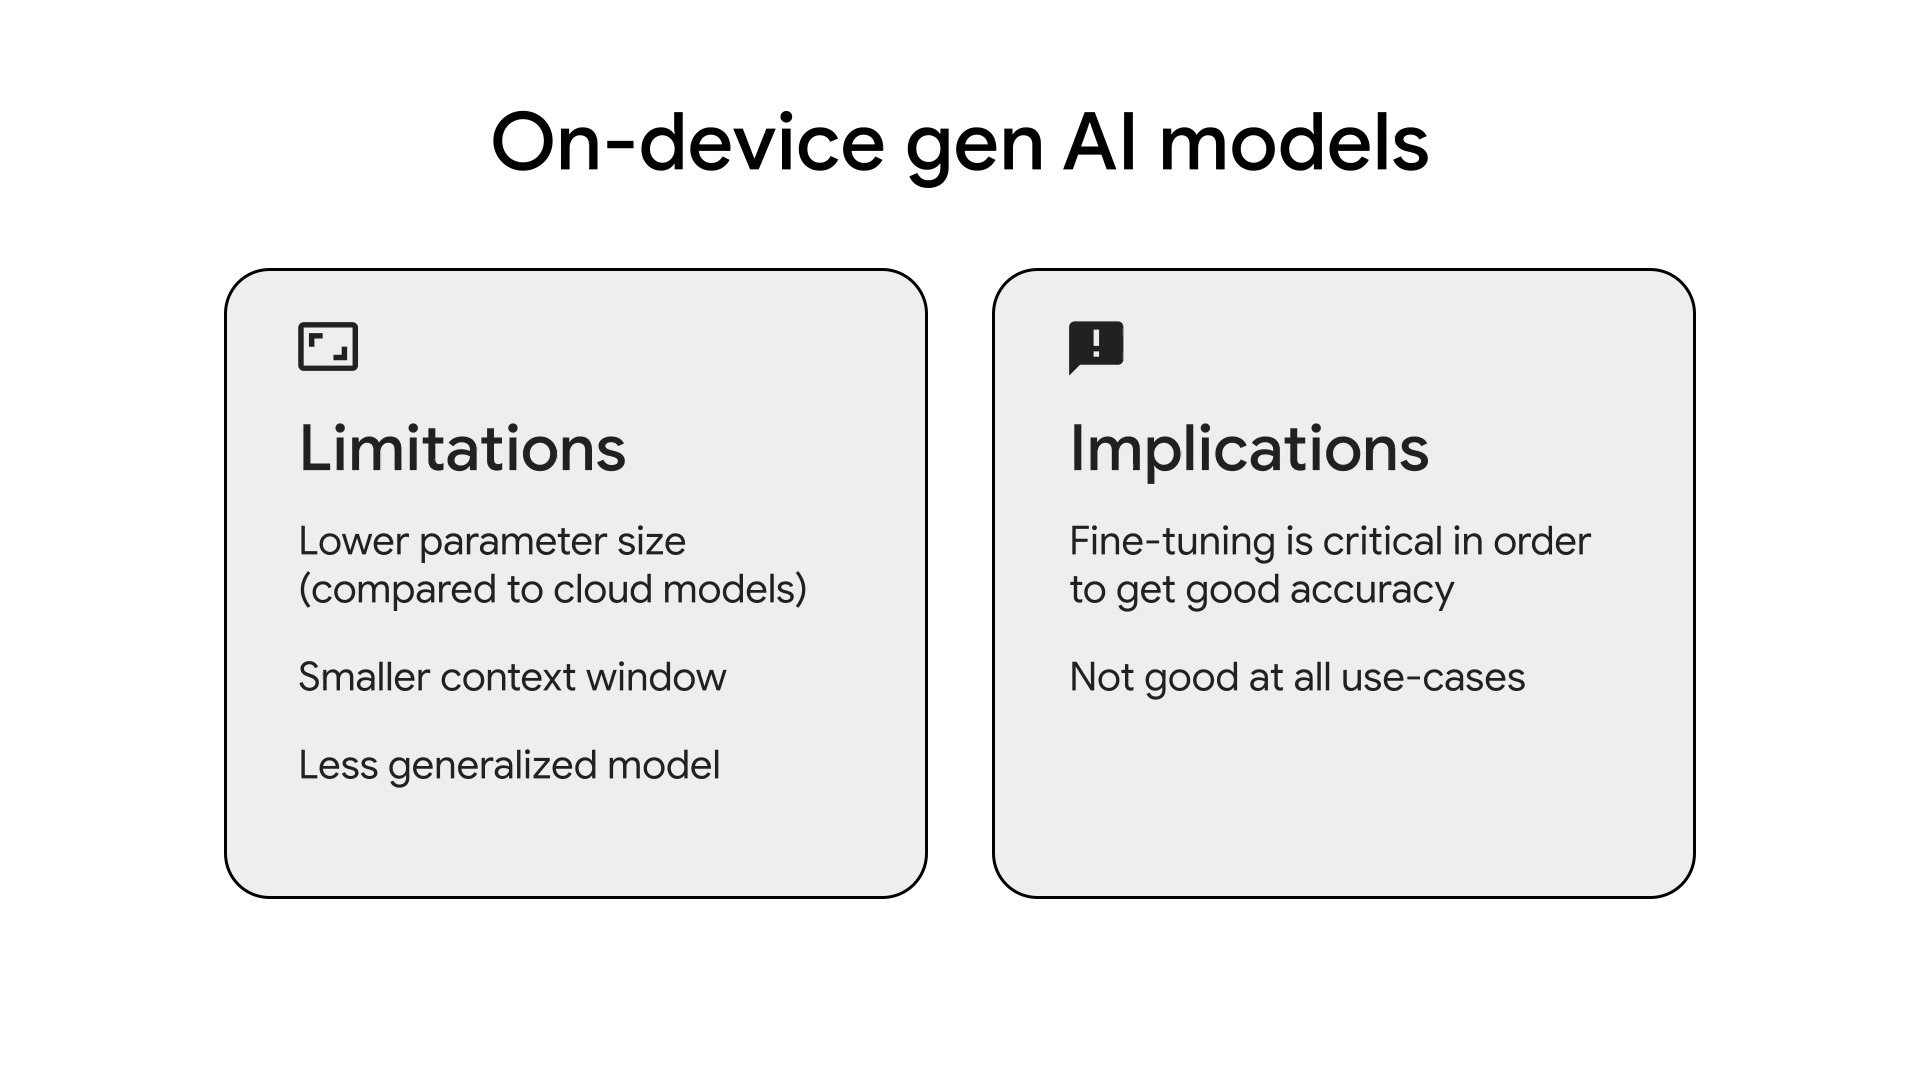 On-device gen AI models
Limitations
Lower parameter size
(compared to cloud models)
Smaller context window
Less generalized model
Implications
Fine-tuning is critical in order
to get good accuracy
Not good at all use-cases